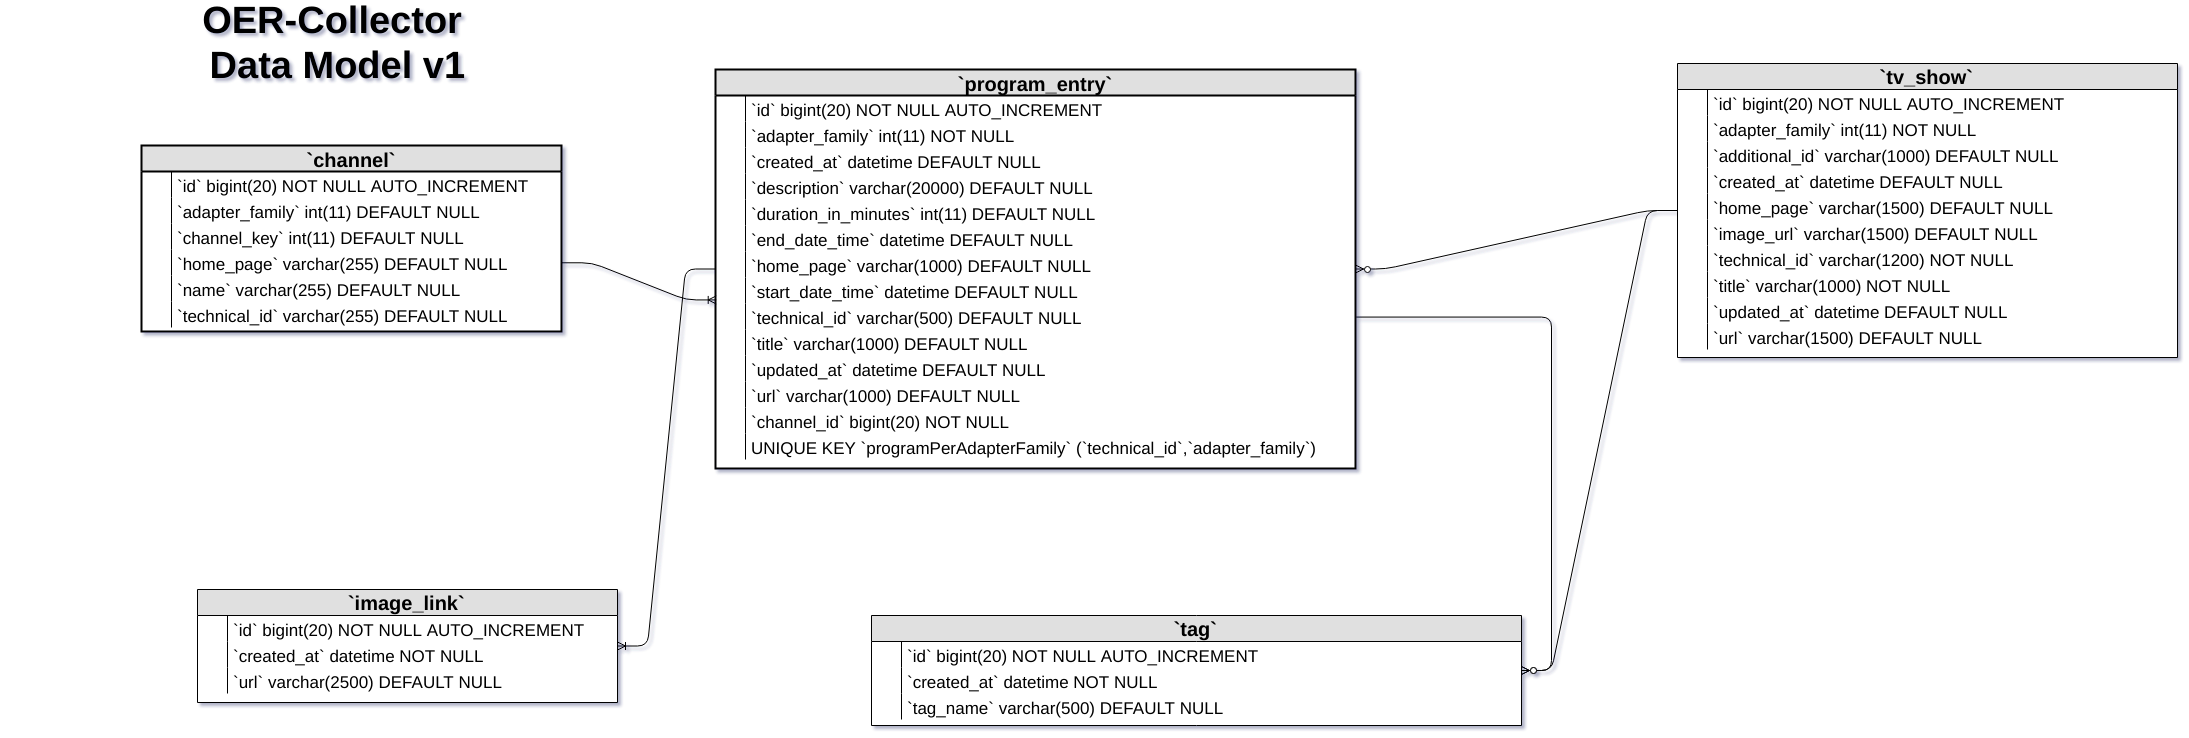 OER-Collector
Data Model v1
`channel`
`id` bigint(20) NOT NULL AUTO_INCREMENT
`adapter_family` int(11) DEFAULT NULL
`channel_key` int(11) DEFAULT NULL
`home_page` varchar(255) DEFAULT NULL
`name` varchar(255) DEFAULT NULL
`technical_id` varchar(255) DEFAULT NULL
`program_entry`
`id` bigint(20) NOT NULL AUTO_INCREMENT
`adapter_family` int(11) NOT NULL
`created_at` datetime DEFAULT NULL
`description` varchar(20000) DEFAULT NULL
`duration_in_minutes` int(11) DEFAULT NULL
`end_date_time` datetime DEFAULT NULL
`home_page` varchar(1000) DEFAULT NULL
`start_date_time` datetime DEFAULT NULL
`technical_id` varchar(500) DEFAULT NULL
`title` varchar(1000) DEFAULT NULL
`updated_at` datetime DEFAULT NULL
`url` varchar(1000) DEFAULT NULL
`channel_id` bigint(20) NOT NULL
UNIQUE KEY `programPerAdapterFamily` (`technical_id`,`adapter_family`)
`tv_show`
`id` bigint(20) NOT NULL AUTO_INCREMENT
`adapter_family` int(11) NOT NULL
`additional_id` varchar(1000) DEFAULT NULL
`created_at` datetime DEFAULT NULL
`home_page` varchar(1500) DEFAULT NULL
`image_url` varchar(1500) DEFAULT NULL
`technical_id` varchar(1200) NOT NULL
`title` varchar(1000) NOT NULL
`updated_at` datetime DEFAULT NULL
`url` varchar(1500) DEFAULT NULL
`image_link`
`id` bigint(20) NOT NULL AUTO_INCREMENT
`created_at` datetime NOT NULL
`url` varchar(2500) DEFAULT NULL
`tag`
`id` bigint(20) NOT NULL AUTO_INCREMENT
`created_at` datetime NOT NULL
`tag_name` varchar(500) DEFAULT NULL